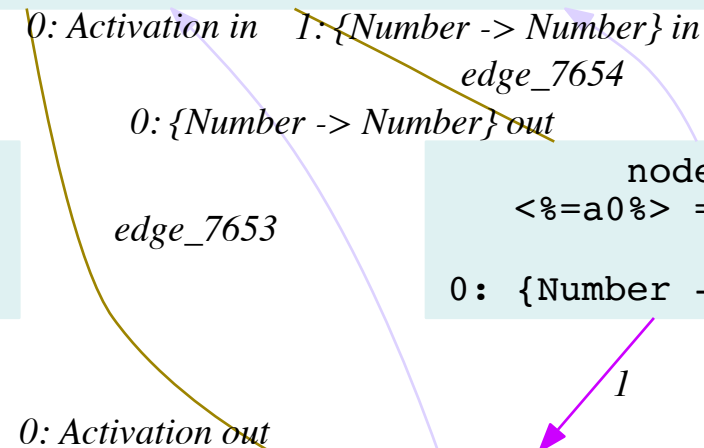 0: Activation in
1: {Number -> Number} in
edge_7654
0: {Number -> Number} out
node
<%=a0%> =
edge_7653
0: {Number -
1
0: Activation out